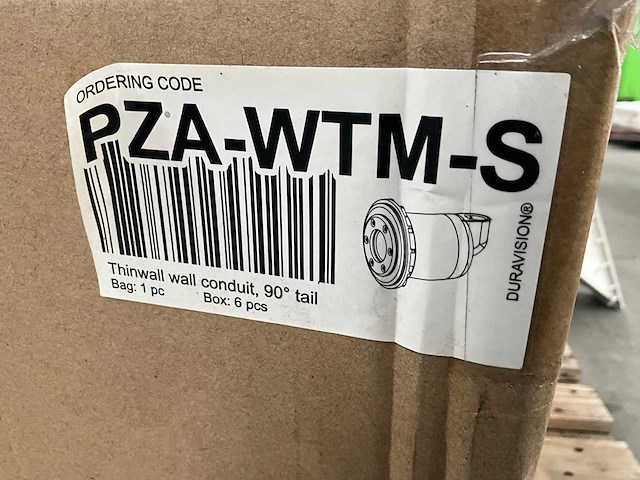 ORDERING CODE
PZA-WTM-S
Thinwall wall conduit, 90° tail
Bag: 1 pc Box: 6 pcs
DURAVISION®